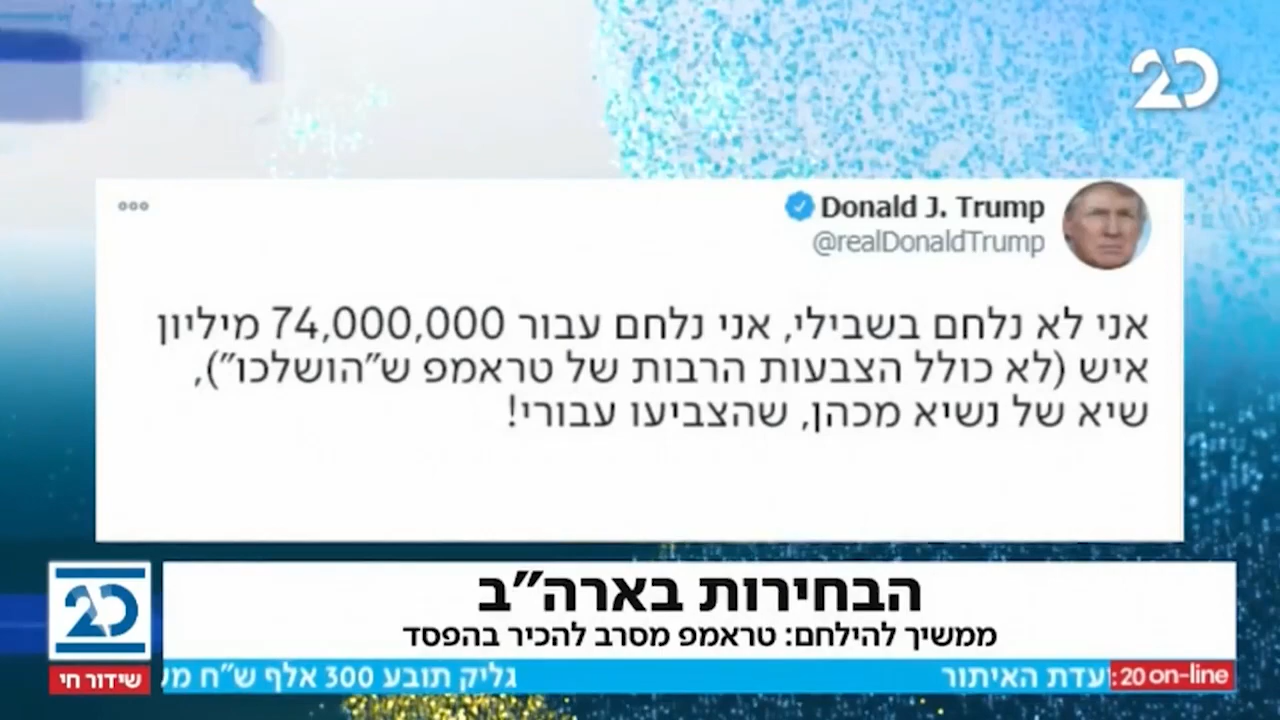 20
Donald J. Trump
@realDonaldTrump
אני לא נלחם בשבילי, אני נלחם עבור 74,000,000 מיליון
איש (לא כולל הצבעות הרבות של טראמפ ש"הושלכו"),
שיא של נשיא מכהן, שהצביעו עבורי!
הבחירות בארה"ב
ממשיך להילחם: טראמפ מסרב להכיר בהפסד
20
שידור חי
20 on-line:
האיתור
גליק תובע 300 אלף ש"ח